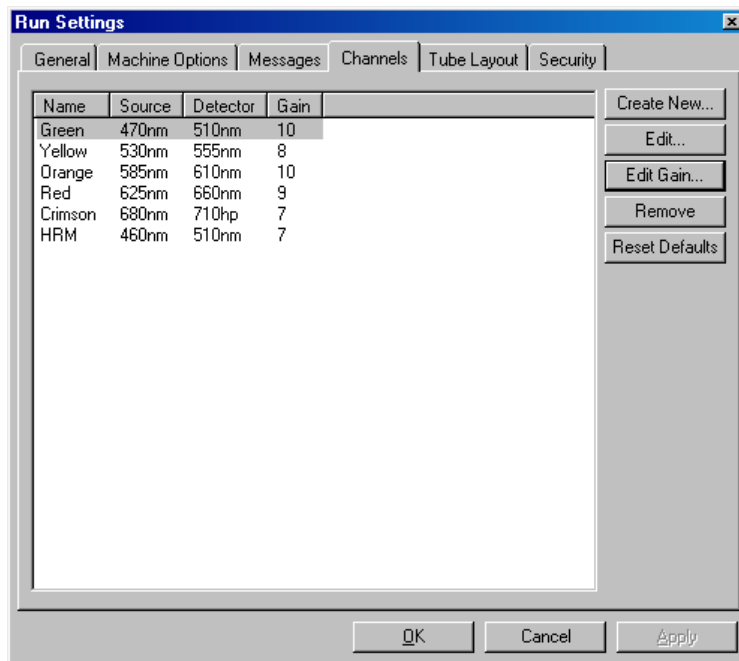 Run Settings
General Machine Options Messages Channels Tube Layout Security
Name Source Detector Gain
Green 470nm 510nm 10
Yellow 530nm 555nm 8
Orange 585nm 610nm 10
Red 625nm 660nm 9
Crimson 680nm 710hp 7
HRM 460nm 510nm 7
Create New...
Edit...
Edit Gain...
Remove
Reset Defaults
OK Cancel Apply